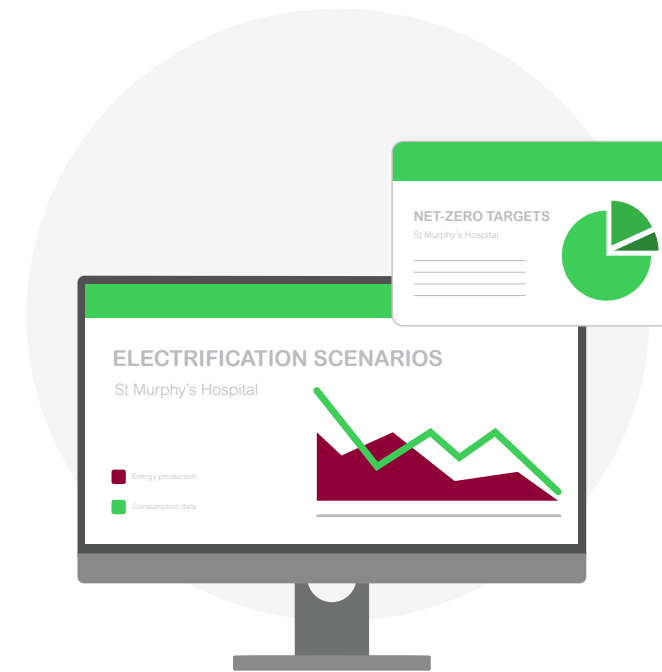 NET-ZERO TARGETS
St Murphy's Hospital
ELECTRIFICATION SCENARIOS
St Murphy's Hospital
Energy production
Consumption data